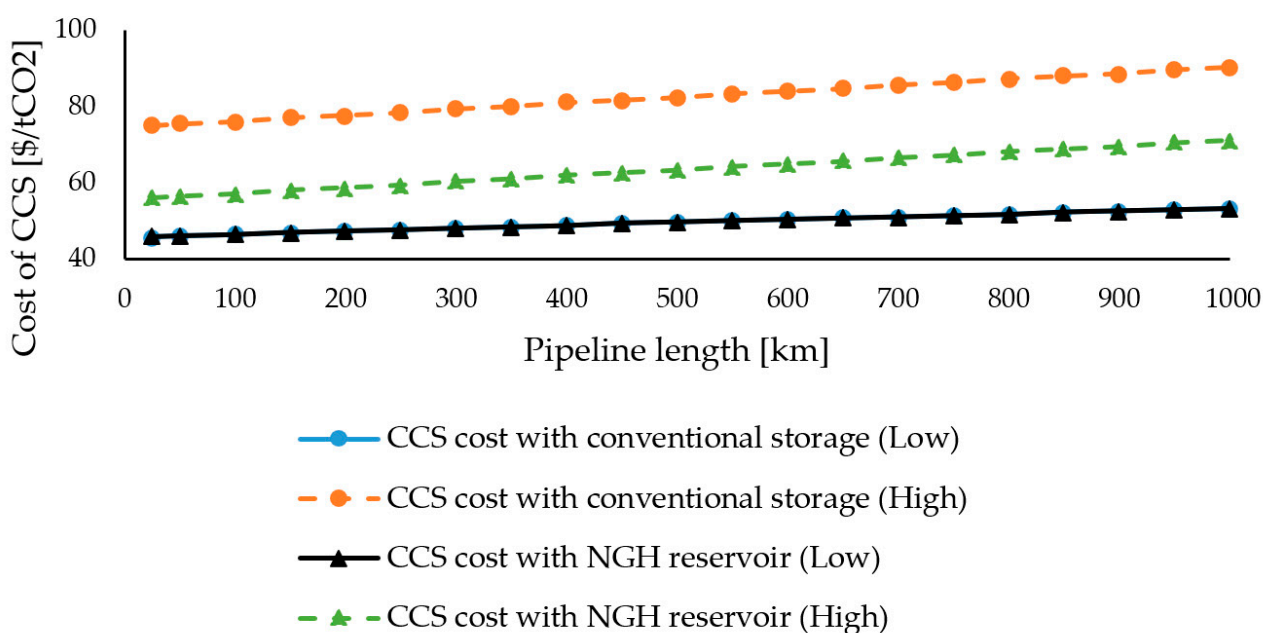 Cost of CCS [$/tCO2]
100
80
60
40
0 100 200 300 400 500 600 700 800 900 1000
Pipeline length [km]
CCS cost with conventional storage (Low)
CCS cost with conventional storage (High)
CCS cost with NGH reservoir (Low)
CCS cost with NGH reservoir (High)